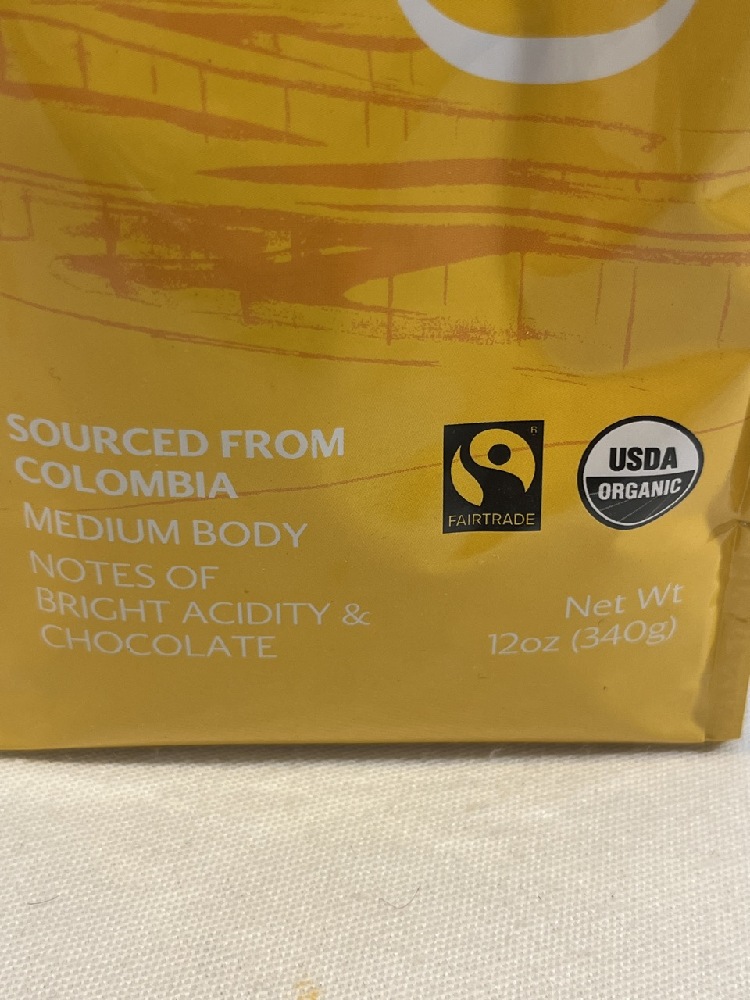 SOURCED FROM
COLOMBIA
MEDIUM BODY
NOTES OF
BRIGHT ACIDITY &
CHOCOLATE
®
FAIRTRADE
USDA
ORGANIC
Net Wt
12oz (340g)